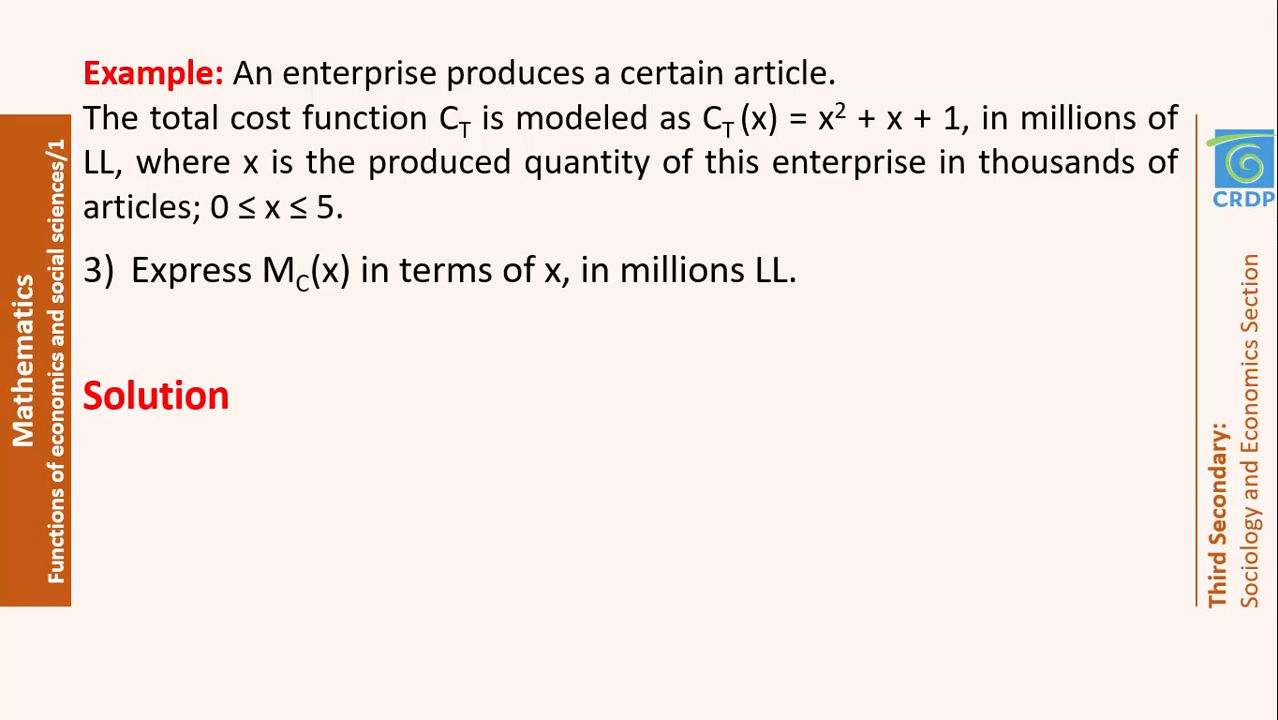 Example: An enterprise produces a certain article.
The total cost function C_T is modeled as C_T (x) = x² + x + 1, in millions of
LL, where x is the produced quantity of this enterprise in thousands of
articles; 0 ≤ x ≤ 5.
3) Express M_C(x) in terms of x, in millions LL.
Solution
Mathematics
Functions of economics and social sciences/1
CRDP
Third Secondary:
Sociology and Economics Section